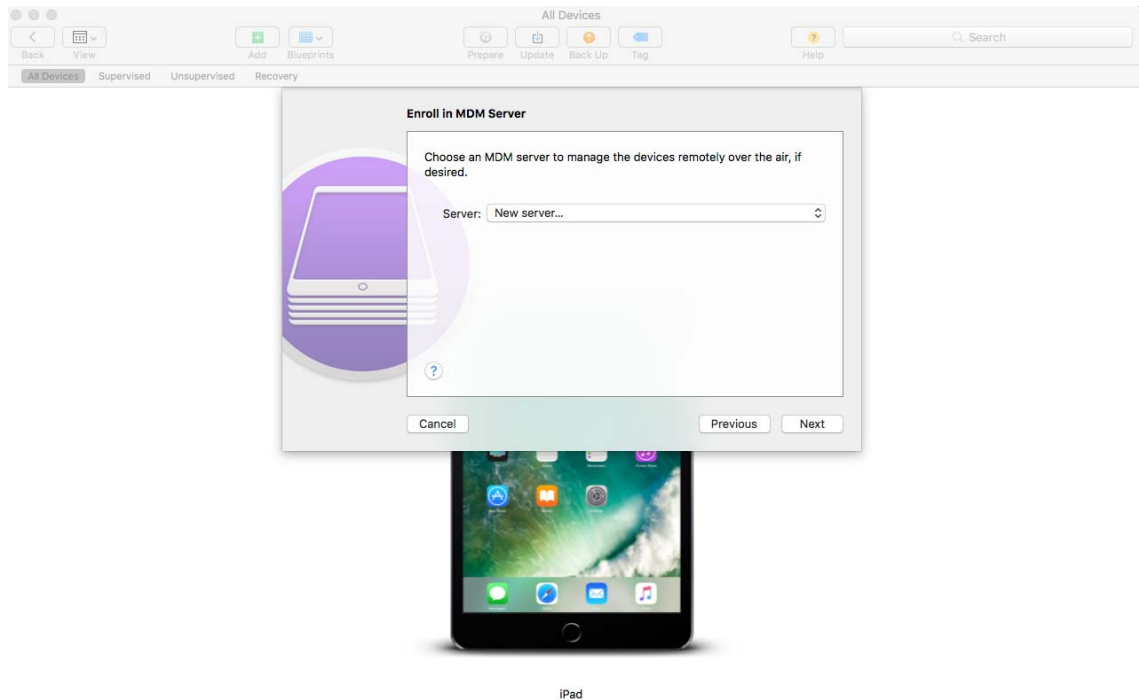 All Devices
Back View Add Blueprints Prepare Update Back Up Tag Help Search
All Devices Supervised Unsupervised Recovery
Enroll in MDM Server
Choose an MDM server to manage the devices remotely over the air, if
desired.
Server: New server...
?
Cancel Previous Next
iPad